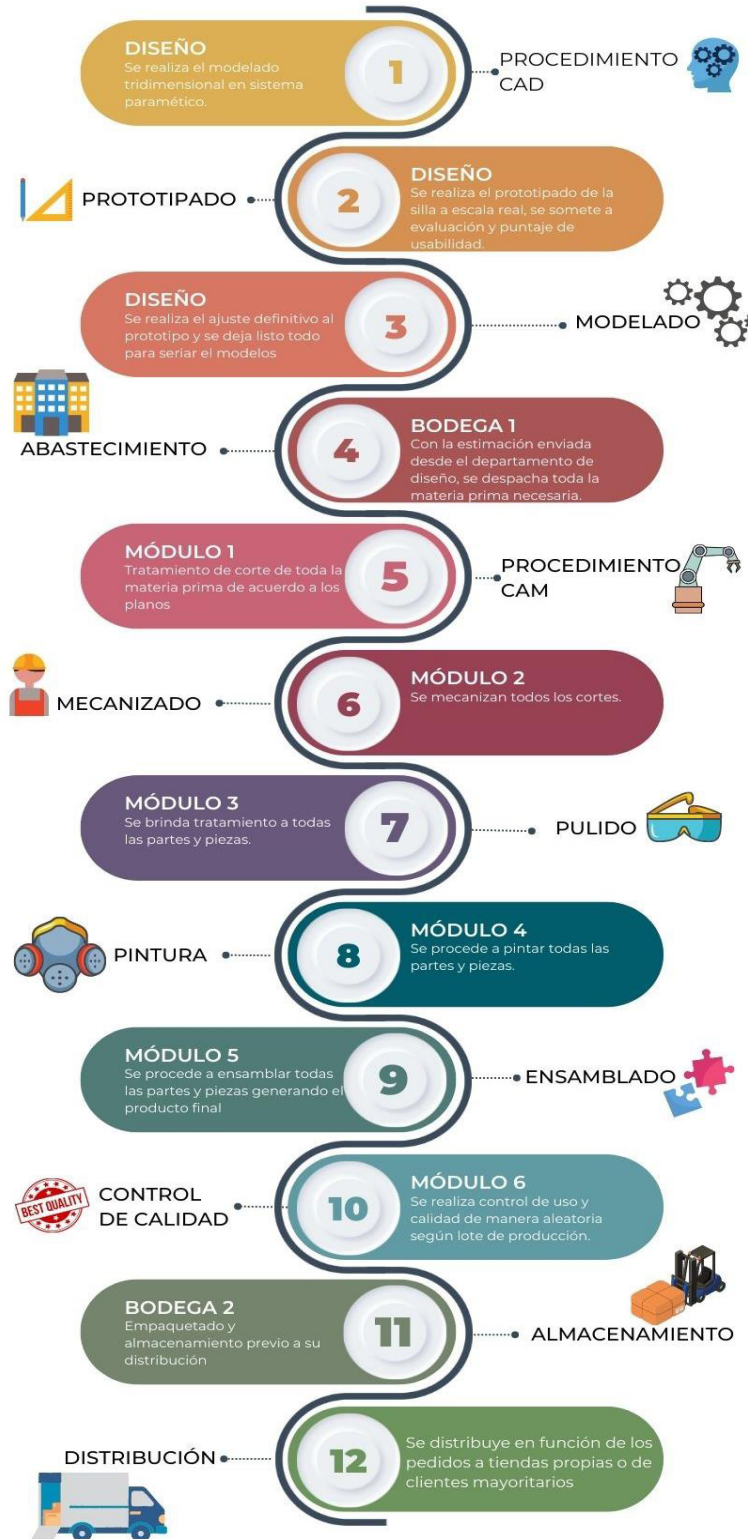 DISEÑO
Se realiza el modelado
tridimensional en sistema
paramético.
1
PROCEDIMIENTO
CAD
PROTOTIPADO
2
DISEÑO
Se realiza el prototipado de la
silla a escala real, se somete a
evaluación y puntaje de
usabilidad.
DISEÑO
Se realiza el ajuste definitivo al
prototipo y se deja listo todo
para seriar el modelos
3
MODELADO
ABASTECIMIENTO
4
BODEGA 1
Con la estimación enviada
desde el departamento de
diseño, se despacha toda la
materia prima necesaria.
MÓDULO 1
Tratamiento de corte de toda la
materia prima de acuerdo a los
planos
5
PROCEDIMIENTO
CAM
MECANIZADO
6
MÓDULO 2
Se mecanizan todos los cortes.
MÓDULO 3
Se brinda tratamiento a todas
las partes y piezas.
7
PULIDO
PINTURA
8
MÓDULO 4
Se procede a pintar todas las
partes y piezas.
MÓDULO 5
Se procede a ensamblar todas
las partes y piezas generando el
producto final
9
ENSAMBLADO
BEST QUALITY
CONTROL
DE CALIDAD
10
MÓDULO 6
Se realiza control de uso y
calidad de manera aleatoria
según lote de producción.
BODEGA 2
Empaquetado y
almacenamiento previo a su
distribución
11
ALMACENAMIENTO
DISTRIBUCIÓN
12
Se distribuye en función de los
pedidos a tiendas propias o de
clientes mayoritarios